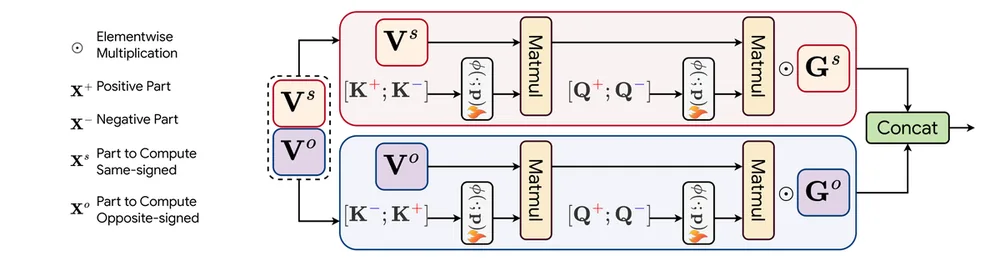 ⊙ Elementwise
Multiplication
X⁺ Positive Part
X⁻ Negative Part
Xˢ Part to Compute
Same-signed
Xᵒ Part to Compute
Opposite-signed
Vˢ
Vᵒ
Vˢ
[K⁺; K⁻]
ϕ(·; p)
Matmul
[Q⁺; Q⁻]
ϕ(·; p)
Matmul
⊙ Gˢ
Vᵒ
[K⁻; K⁺]
ϕ(·; p)
Matmul
[Q⁺; Q⁻]
ϕ(·; p)
Matmul
⊙ Gᵒ
Concat